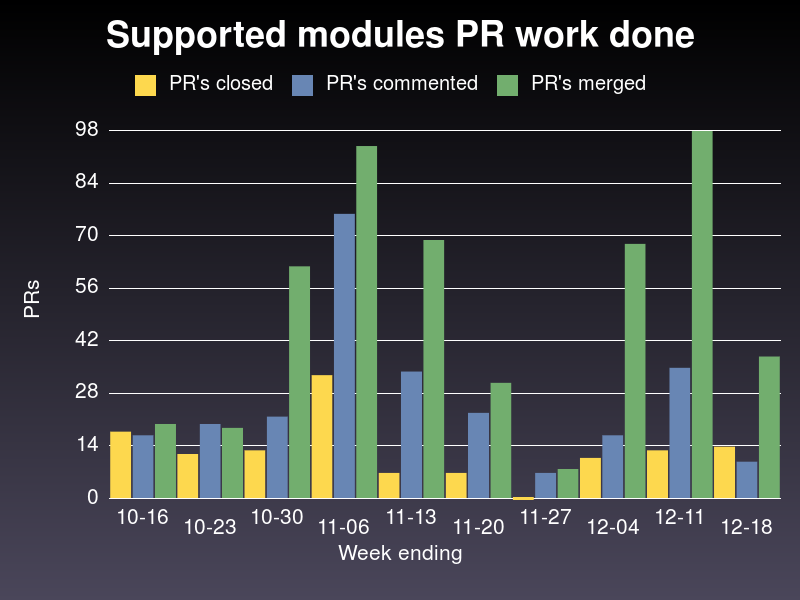 Supported modules PR work done
PR's closed PR's commented PR's merged
98
84
70
56
42
28
14
0
PRs
10-16 10-23 10-30 11-06 11-13 11-20 11-27 12-04 12-11 12-18
Week ending